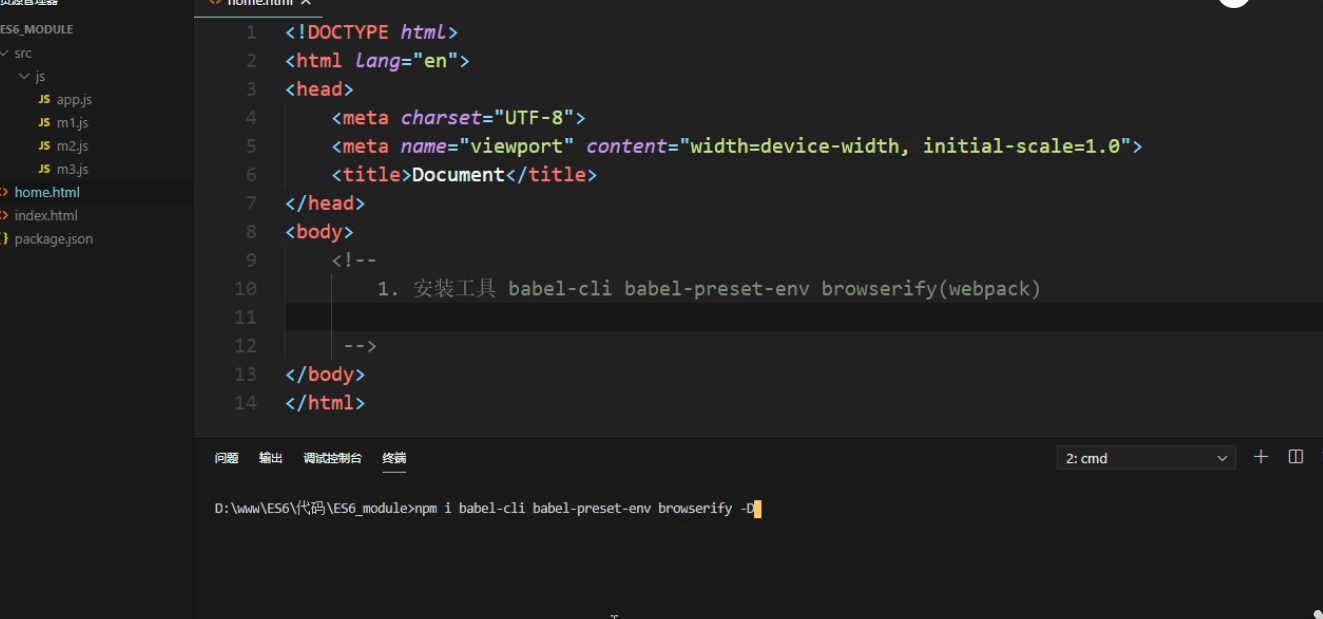 资源管理器
home.html ×
ES6_MODULE
src
js
JS app.js
JS m1.js
JS m2.js
JS m3.js
<> home.html
<> index.html
{} package.json
1 <!DOCTYPE html>
2 <html lang="en">
3 <head>
4 <meta charset="UTF-8">
5 <meta name="viewport" content="width=device-width, initial-scale=1.0">
6 <title>Document</title>
7 </head>
8 <body>
9 <!--
10 1. 安装工具 babel-cli babel-preset-env browserify(webpack)
11
12 -->
13 </body>
14 </html>
问题 输出 调试控制台 终端
2: cmd
D:\www\ES6\代码\ES6_module>npm i babel-cli babel-preset-env browserify -D